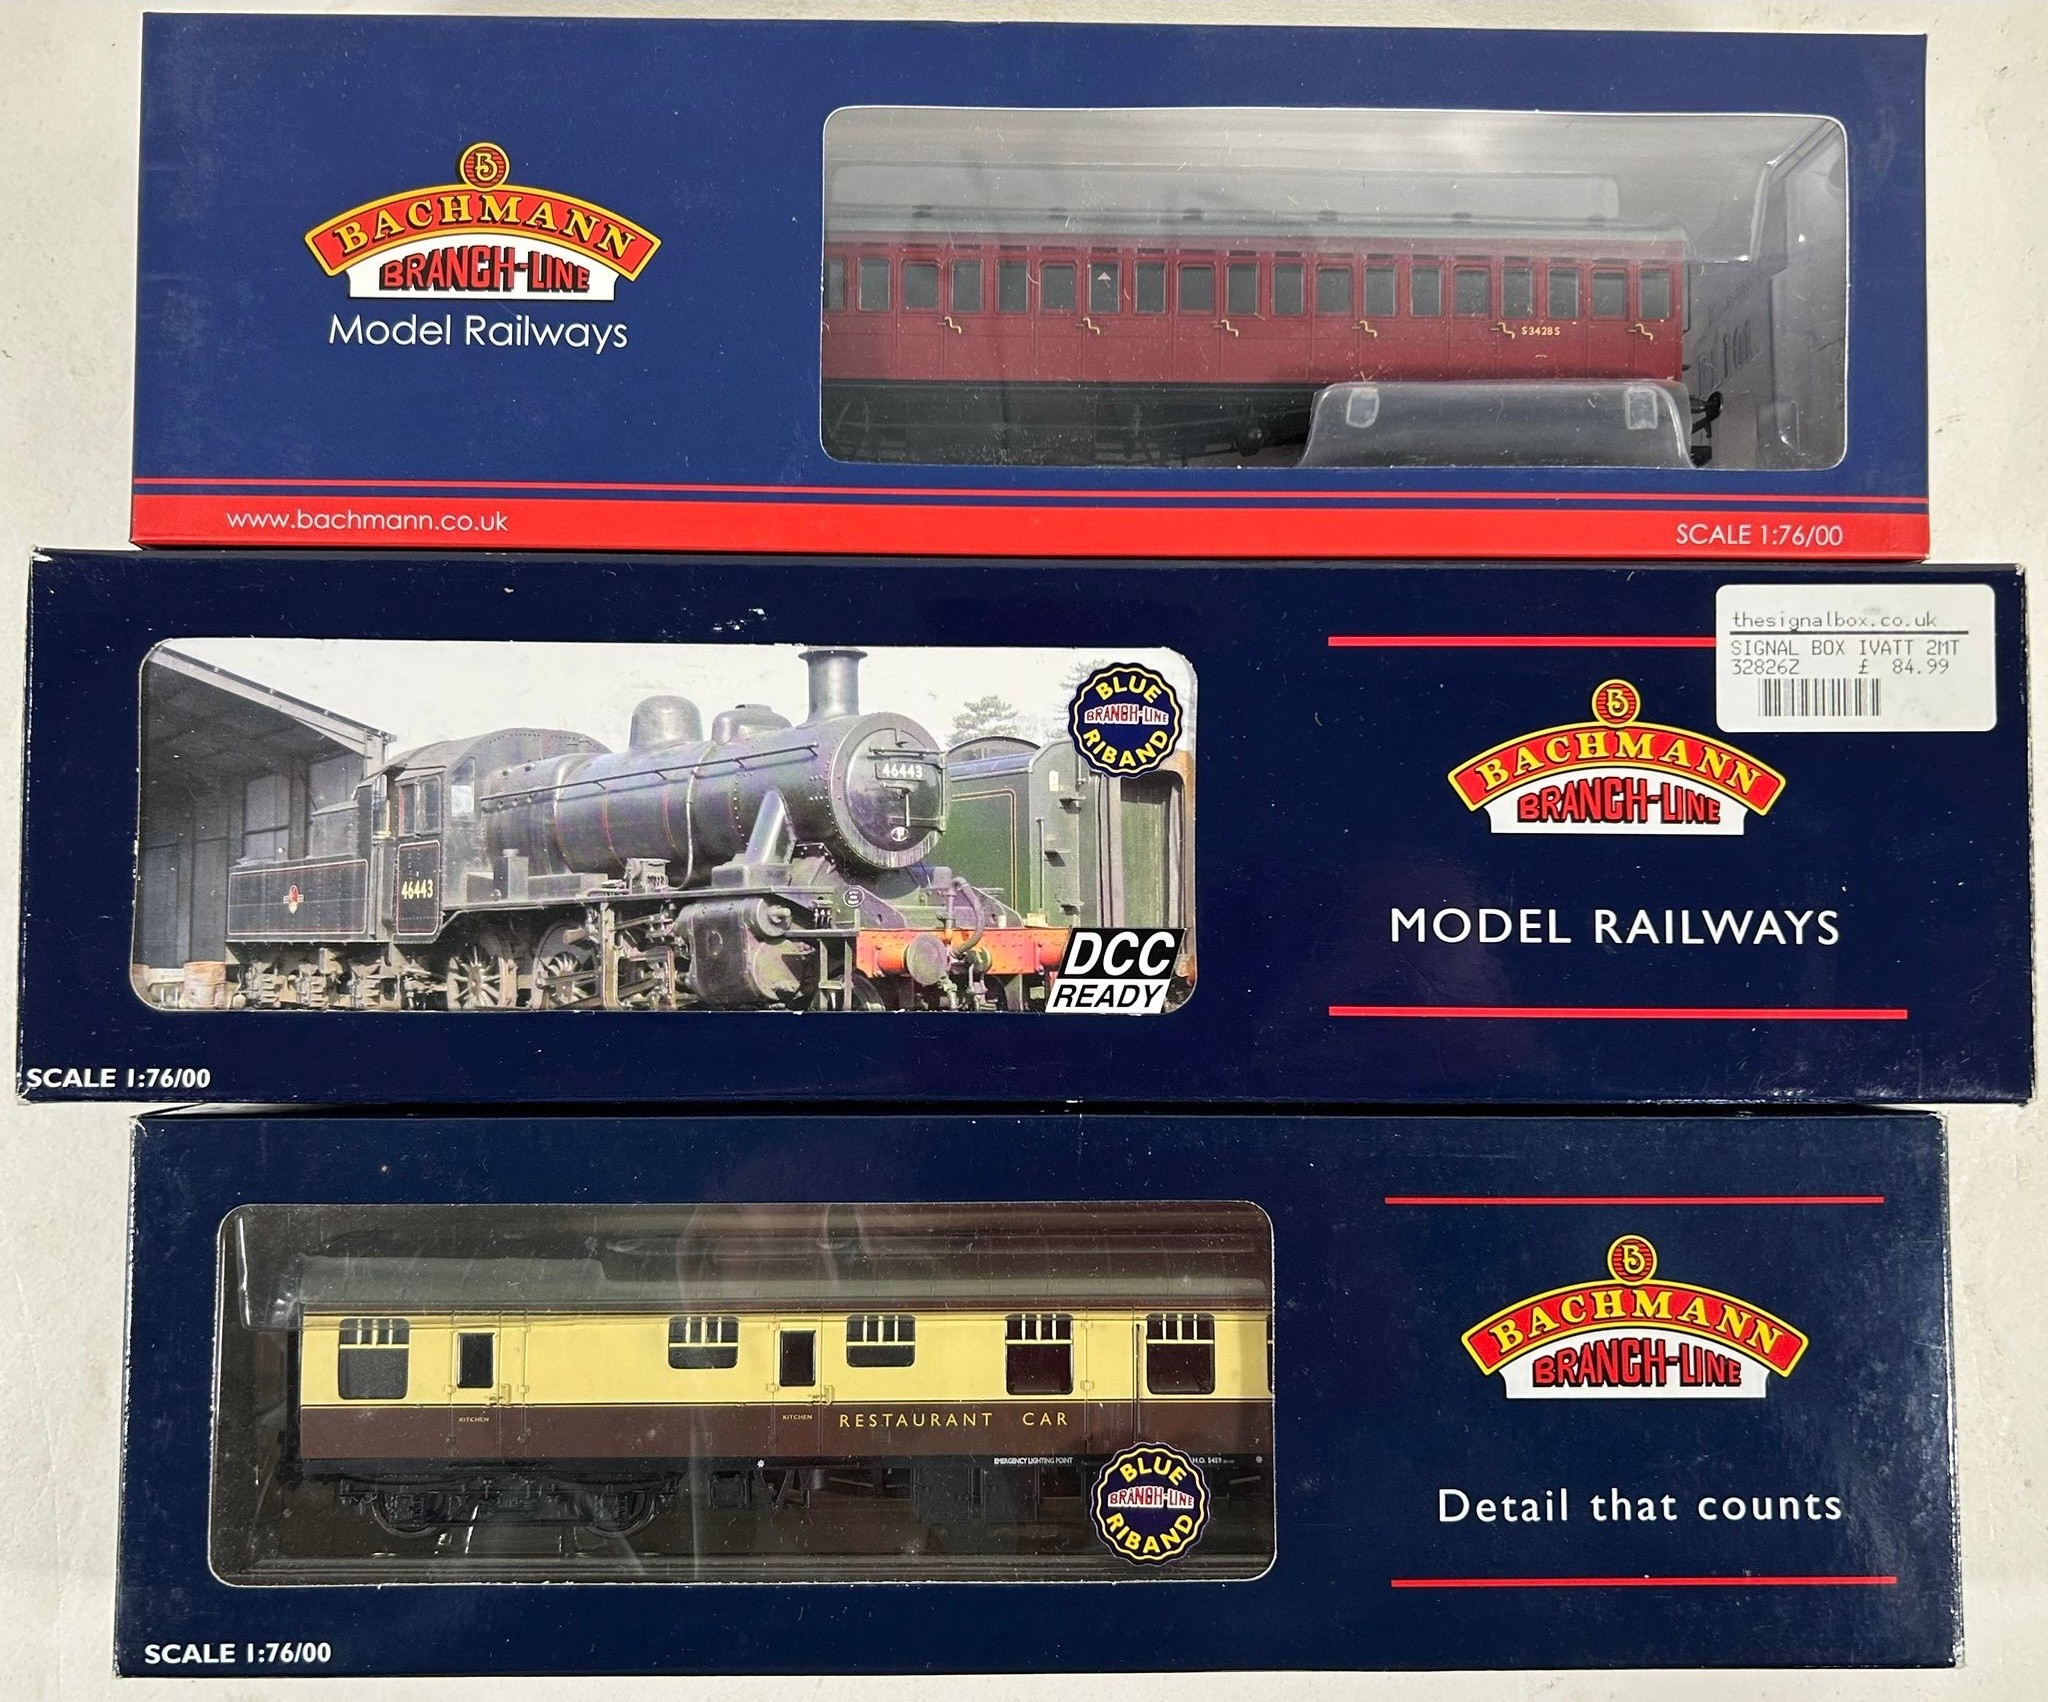 B
BACHMANN
BRANCH-LINE
Model Railways
S3428S
www.bachmann.co.uk
SCALE 1:76/00
thesignalbox.co.uk
SIGNAL BOX IVATT 2MT
32826Z £ 84.99
BLUE
BRANCH-LINE
RIBAND
46443
46443
DCC
READY
B
BACHMANN
BRANCH-LINE
MODEL RAILWAYS
SCALE 1:76/00
KITCHEN
KITCHEN
RESTAURANT CAR
EMERGENCY LIGHTING POINT
BLUE
BRANCH-LINE
RIBAND
B
BACHMANN
BRANCH-LINE
Detail that counts
SCALE 1:76/00